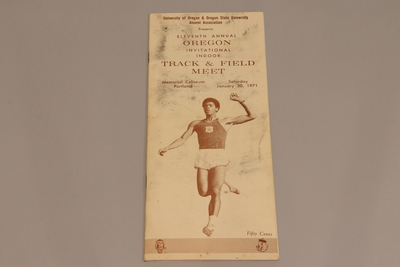 University of Oregon & Oregon State University
Alumni Association
Presents
ELEVENTH ANNUAL
OREGON
INVITATIONAL
INDOOR
TRACK & FIELD
MEET
Memorial Coliseum
Portland
Saturday
January 30, 1971
Fifty Cents